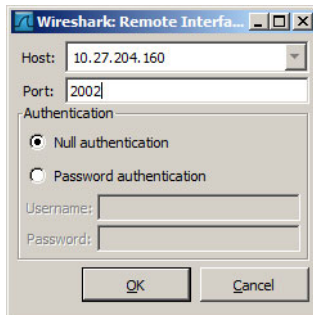 Wireshark: Remote Interfa...
Host: 10.27.204.160
Port: 2002
Authentication
Null authentication
Password authentication
Username:
Password:
OK Cancel